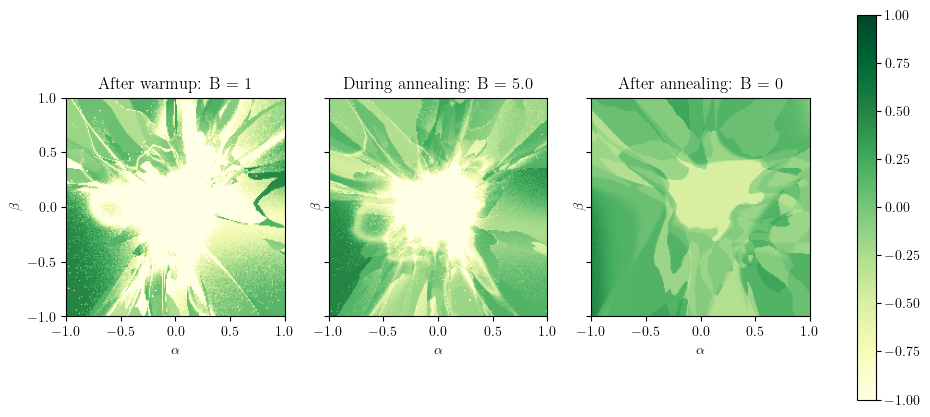 After warmup: B = 1
During annealing: B = 5.0
After annealing: B = 0
1.0
0.5
0.0
−0.5
−1.0
β
β
β
−1.0 −0.5 0.0 0.5 1.0
−1.0 −0.5 0.0 0.5 1.0
−1.0 −0.5 0.0 0.5 1.0
α
α
α
1.00
0.75
0.50
0.25
0.00
−0.25
−0.50
−0.75
−1.00